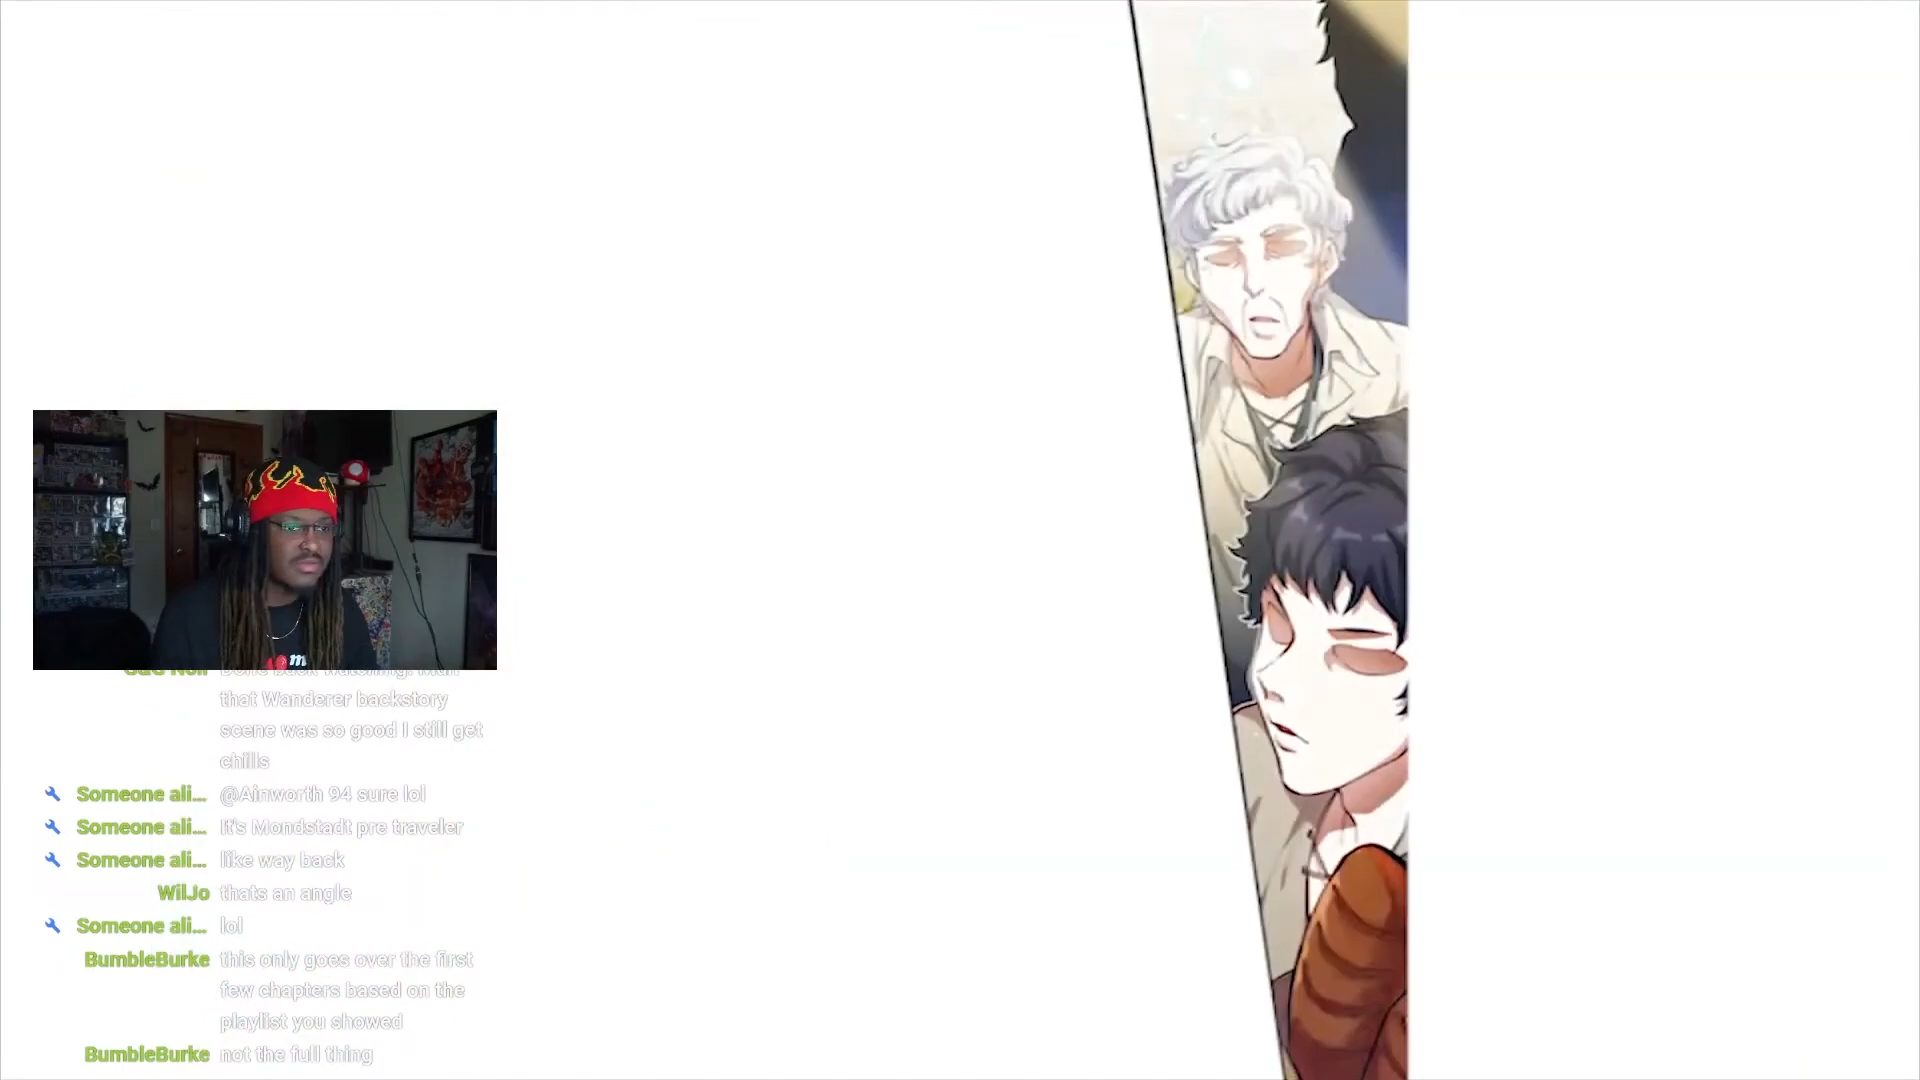 that Wanderer backstory
scene was so good I still get
chills
Someone ali... @Ainworth 94 sure lol
Someone ali... It's Mondstadt pre traveler
Someone ali... like way back
WilJo thats an angle
Someone ali... lol
BumbleBurke this only goes over the first
few chapters based on the
playlist you showed
BumbleBurke not the full thing